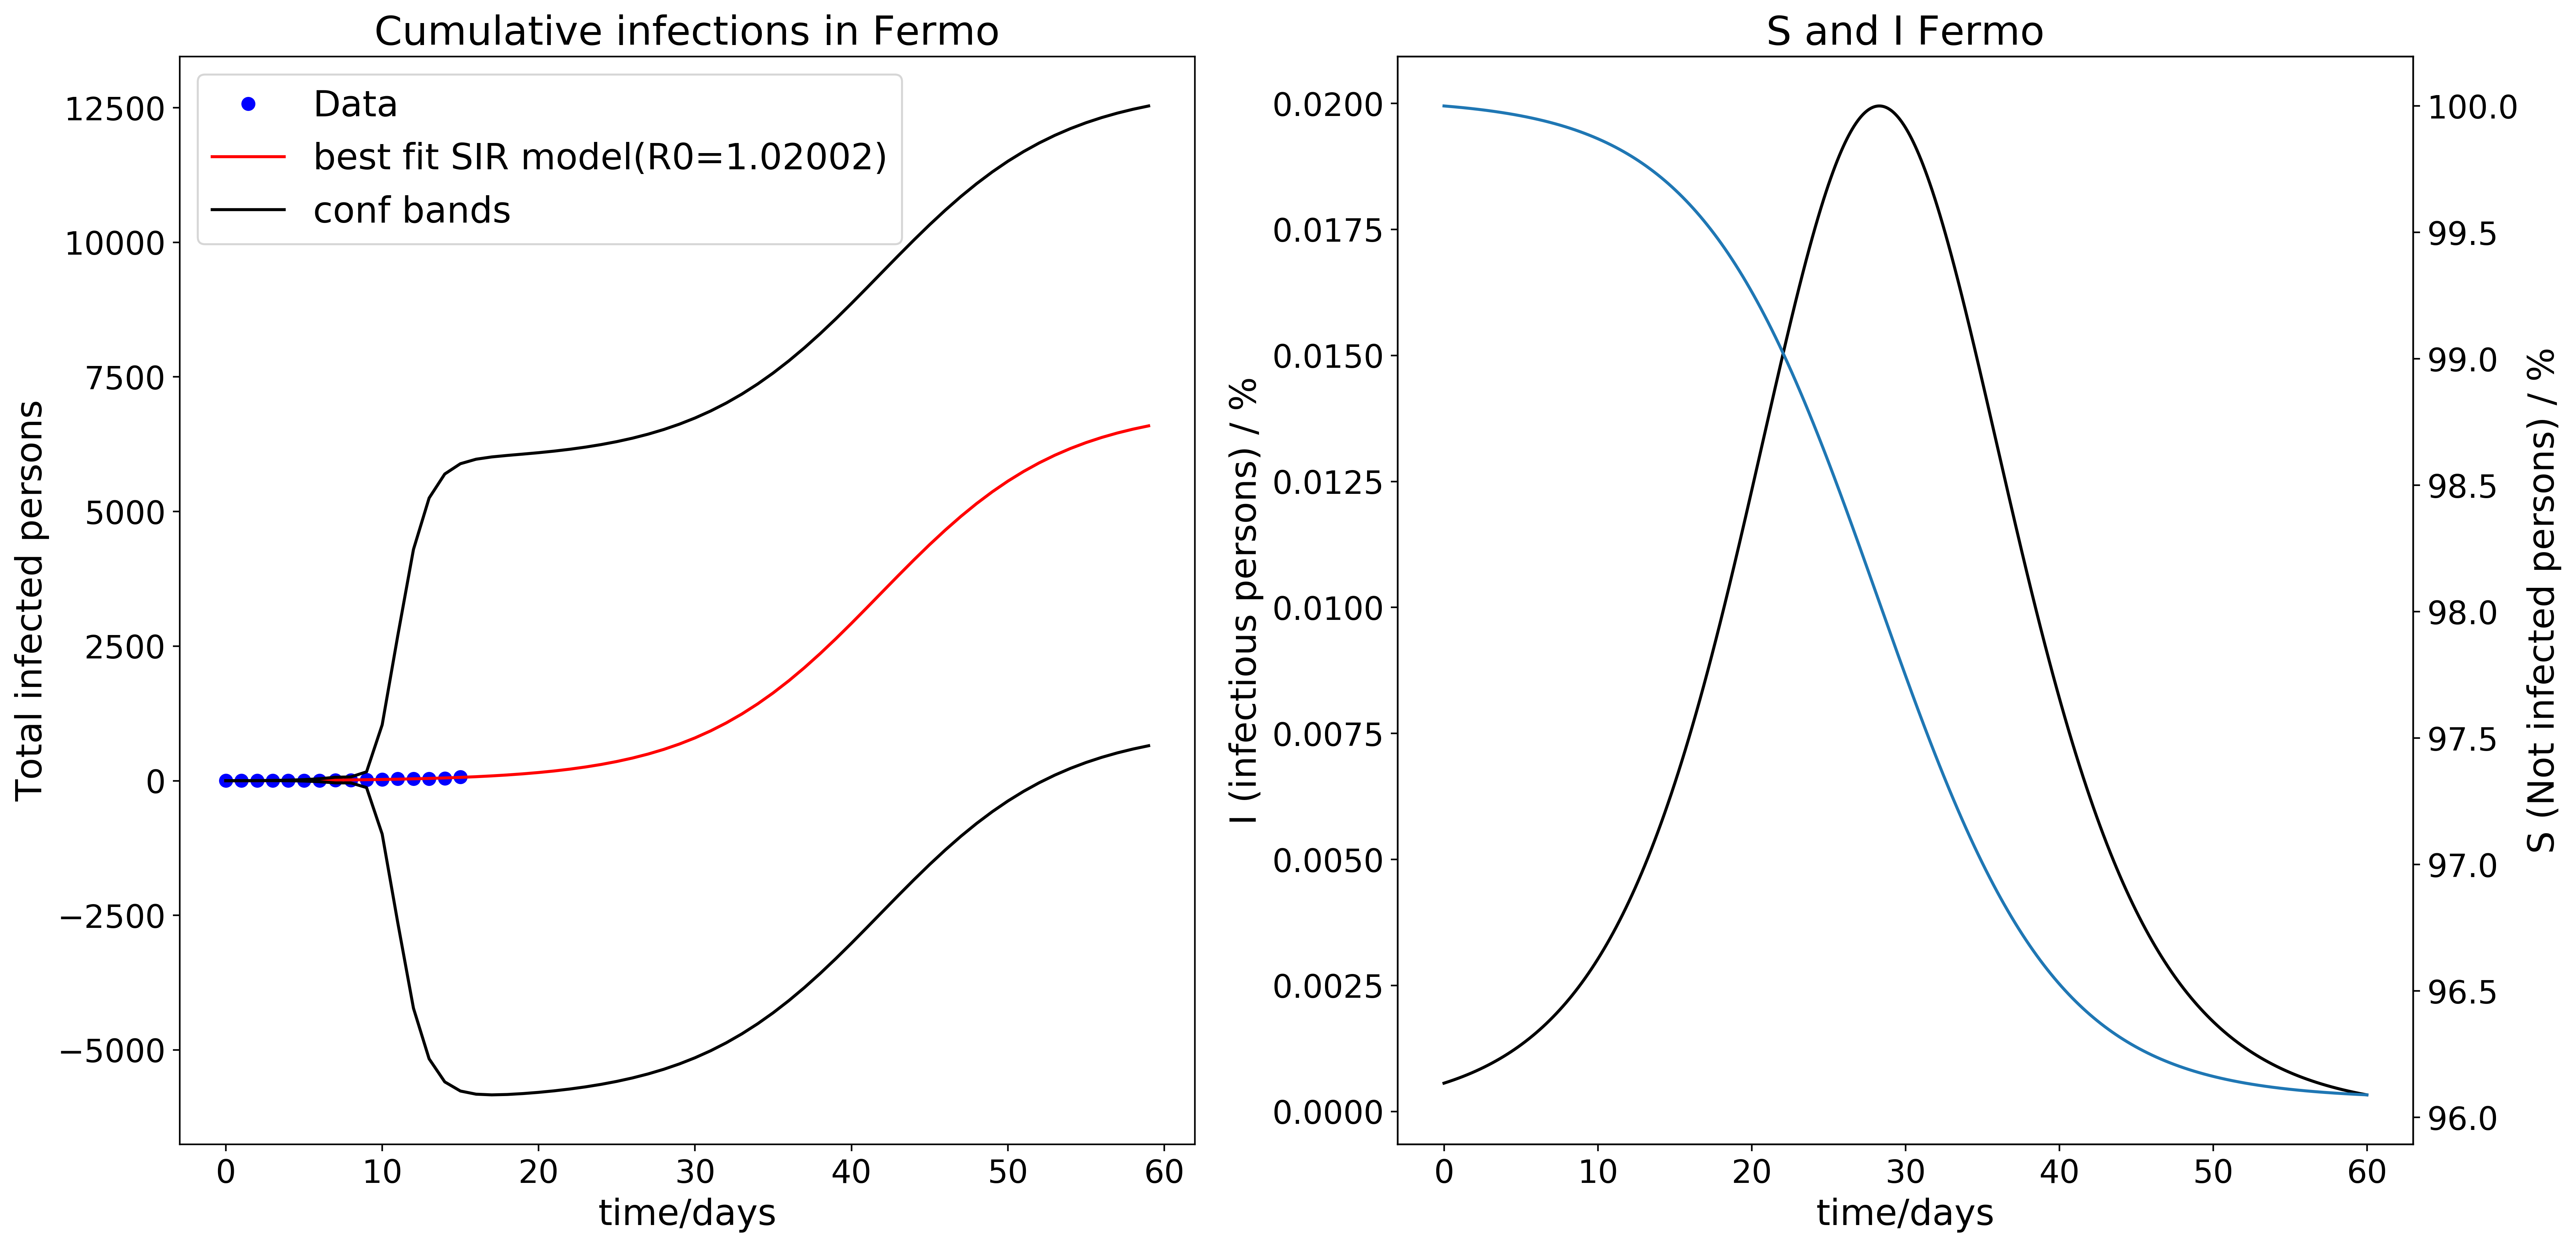 Cumulative infections in Fermo
Data
best fit SIR model(R0=1.02002)
conf bands
Total infected persons
12500
10000
7500
5000
2500
0
−2500
−5000
0 10 20 30 40 50 60
time/days
S and I Fermo
I (infectious persons) / %
0.0200
0.0175
0.0150
0.0125
0.0100
0.0075
0.0050
0.0025
0.0000
100.0
99.5
99.0
98.5
98.0
97.5
97.0
96.5
96.0
S (Not infected persons) / %
0 10 20 30 40 50 60
time/days